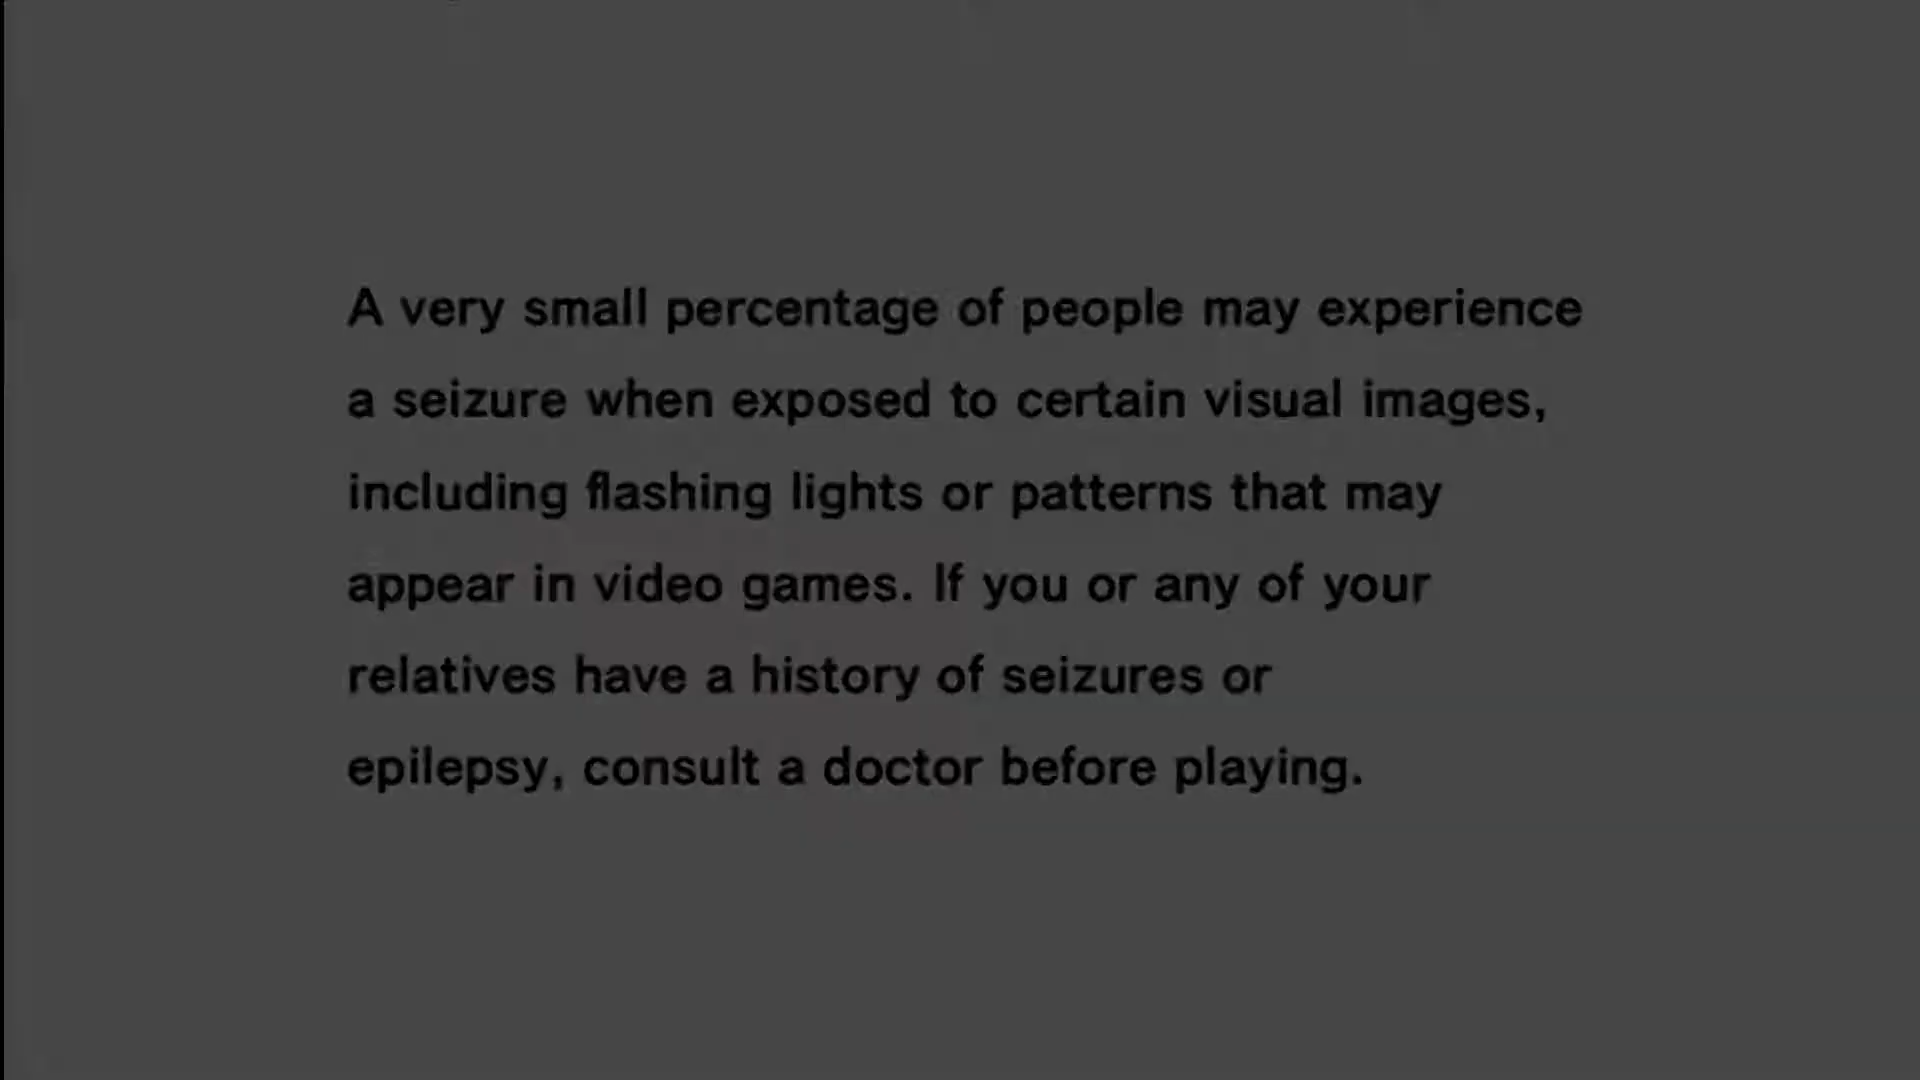 A very small percentage of people may experience
a seizure when exposed to certain visual images,
including flashing lights or patterns that may
appear in video games. If you or any of your
relatives have a history of seizures or
epilepsy, consult a doctor before playing.